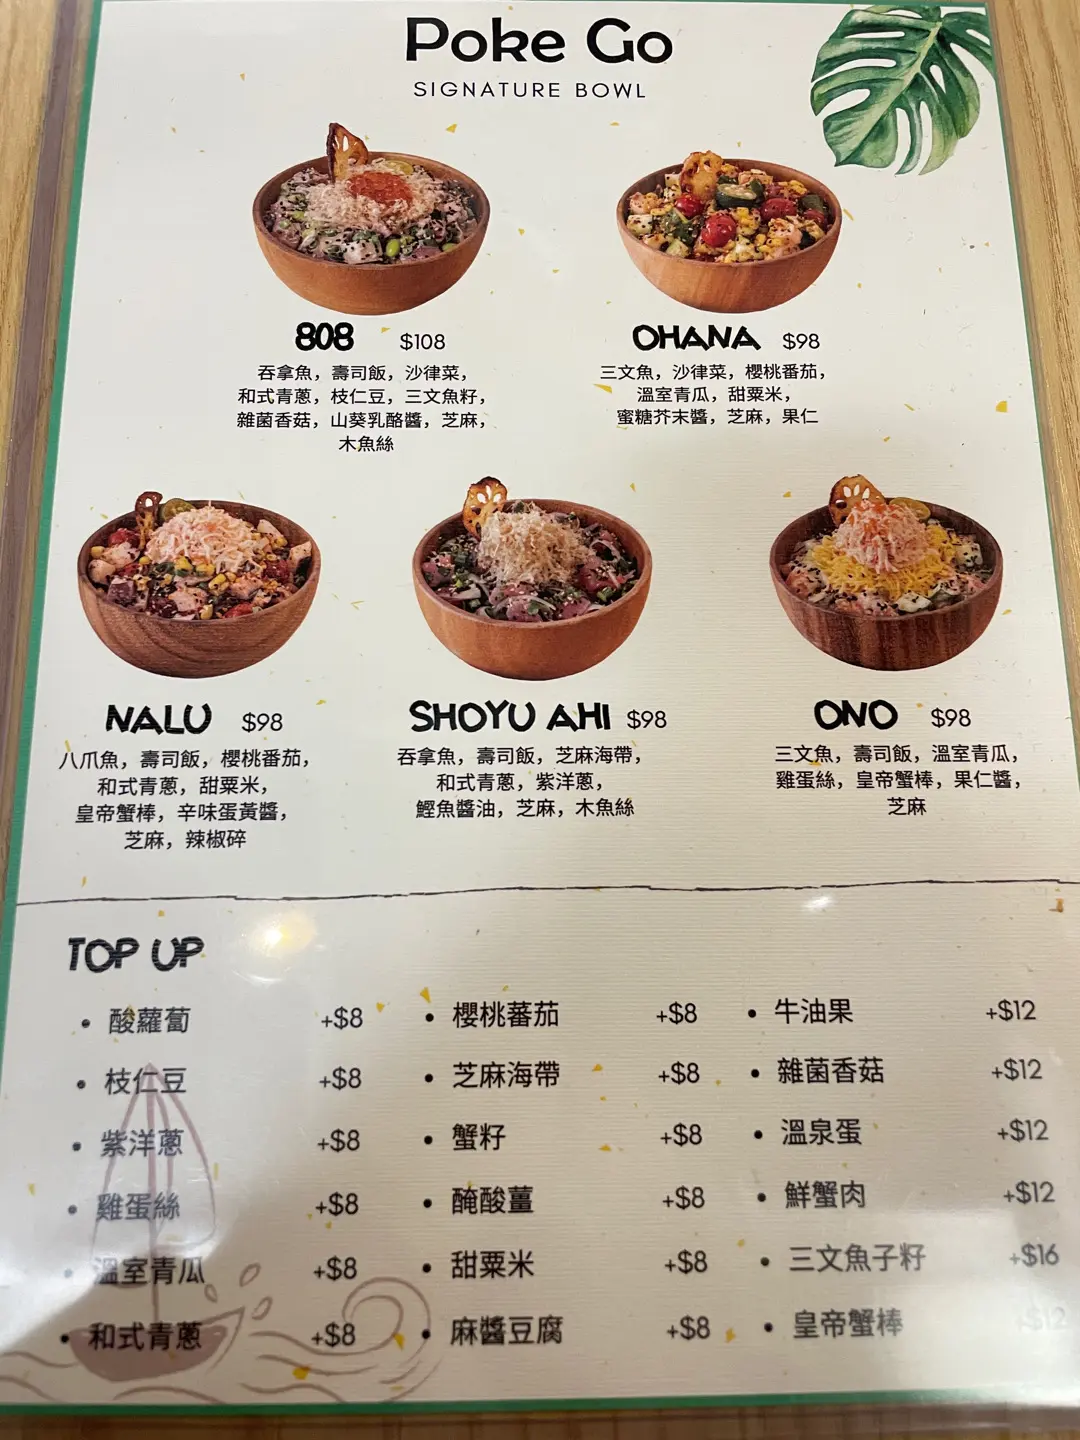 Poke Go
SIGNATURE BOWL
808 $108
吞拿魚，壽司飯，沙律菜，
和式青蔥，枝仁豆，三文魚籽，
雜菌香菇，山葵乳酪醬，芝麻，
木魚絲
OHANA $98
三文魚，沙律菜，櫻桃番茄，
溫室青瓜，甜粟米，
蜜糖芥末醬，芝麻，果仁
NALU $98
八爪魚，壽司飯，櫻桃番茄，
和式青蔥，甜粟米，
皇帝蟹棒，辛味蛋黃醬，
芝麻，辣椒碎
SHOYU AHI $98
吞拿魚，壽司飯，芝麻海帶，
和式青蔥，紫洋蔥，
鰹魚醬油，芝麻，木魚絲
ONO $98
三文魚，壽司飯，溫室青瓜，
雞蛋絲，皇帝蟹棒，果仁醬，
芝麻
TOP UP
• 酸蘿蔔 +$8
• 枝仁豆 +$8
• 紫洋蔥 +$8
• 雞蛋絲 +$8
• 溫室青瓜 +$8
• 和式青蔥 +$8
• 櫻桃蕃茄 +$8
• 芝麻海帶 +$8
• 蟹籽 +$8
• 醃酸薑 +$8
• 甜粟米 +$8
• 麻醬豆腐 +$8
• 牛油果 +$12
• 雜菌香菇 +$12
• 溫泉蛋 +$12
• 鮮蟹肉 +$12
• 三文魚子籽 +$16
• 皇帝蟹棒 +$12